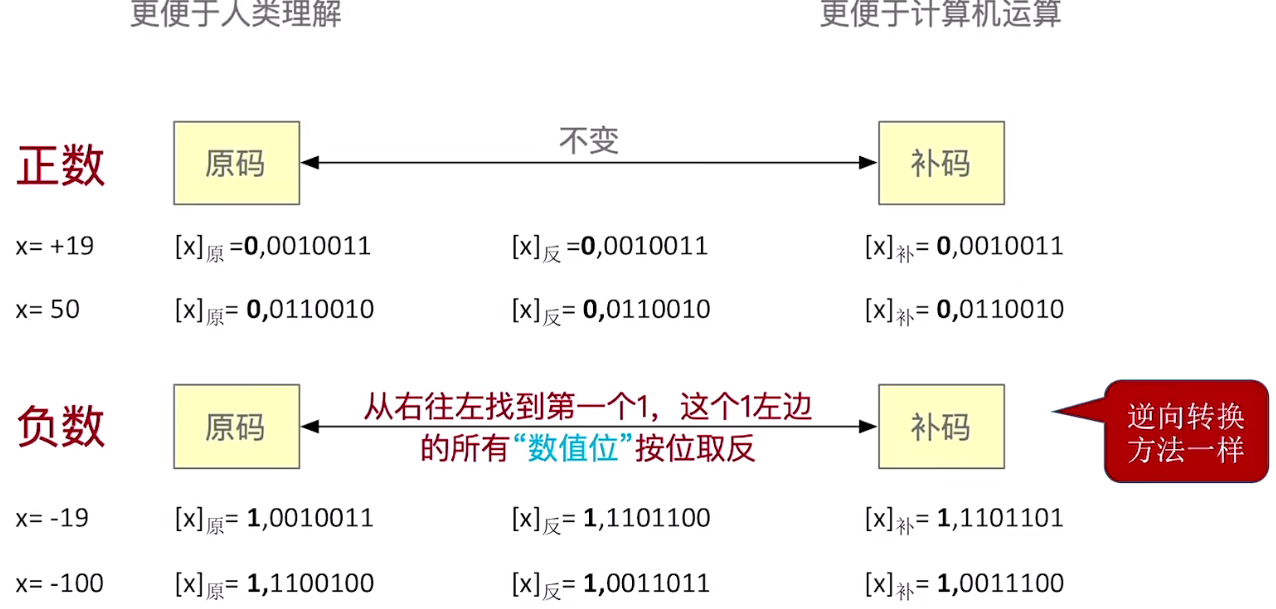 更便于人类理解 更便于计算机运算
不变
正数 原码 补码
x= +19 [x]原 =0,0010011 [x]反 =0,0010011 [x]补= 0,0010011
x= 50 [x]原= 0,0110010 [x]反= 0,0110010 [x]补= 0,0110010
从右往左找到第一个1，这个1左边
的所有“数值位”按位取反
负数 原码 补码
逆向转换
方法一样
x= -19 [x]原= 1,0010011 [x]反= 1,1101100 [x]补= 1,1101101
x= -100 [x]原= 1,1100100 [x]反= 1,0011011 [x]补= 1,0011100